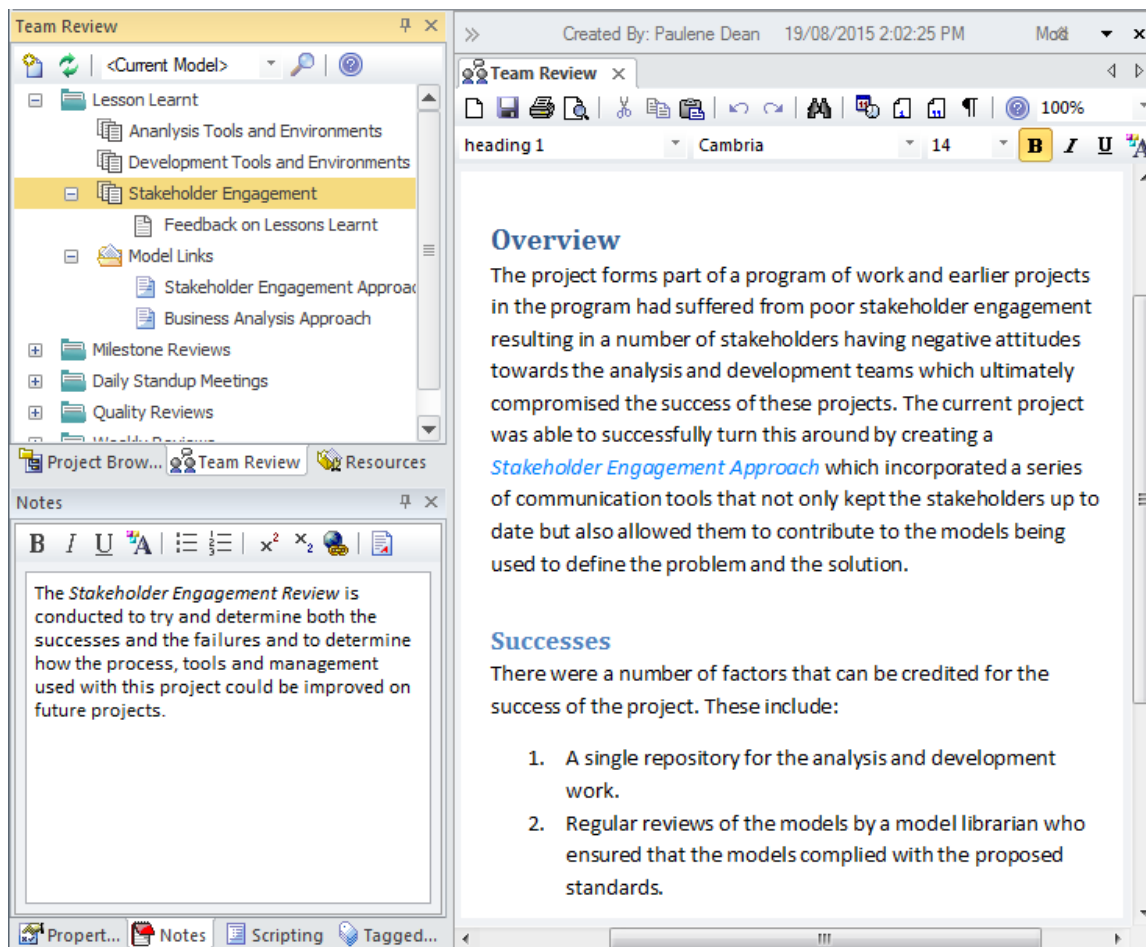 Team Review
<Current Model>
Lesson Learnt
Ananlysis Tools and Environments
Development Tools and Environments
Stakeholder Engagement
Feedback on Lessons Learnt
Model Links
Stakeholder Engagement Approac
Business Analysis Approach
Milestone Reviews
Daily Standup Meetings
Quality Reviews
Weekly Reviews
Project Brow... Team Review Resources
Notes
B I U A x² x₂
The Stakeholder Engagement Review is
conducted to try and determine both the
successes and the failures and to determine
how the process, tools and management
used with this project could be improved on
future projects.
Propert... Notes Scripting Tagged...
Created By: Paulene Dean 19/08/2015 2:02:25 PM
Team Review
100%
heading 1 Cambria 14 B I U A
Overview
The project forms part of a program of work and earlier projects
in the program had suffered from poor stakeholder engagement
resulting in a number of stakeholders having negative attitudes
towards the analysis and development teams which ultimately
compromised the success of these projects. The current project
was able to successfully turn this around by creating a
Stakeholder Engagement Approach which incorporated a series
of communication tools that not only kept the stakeholders up to
date but also allowed them to contribute to the models being
used to define the problem and the solution.
Successes
There were a number of factors that can be credited for the
success of the project. These include:
1. A single repository for the analysis and development
work.
2. Regular reviews of the models by a model librarian who
ensured that the models complied with the proposed
standards.